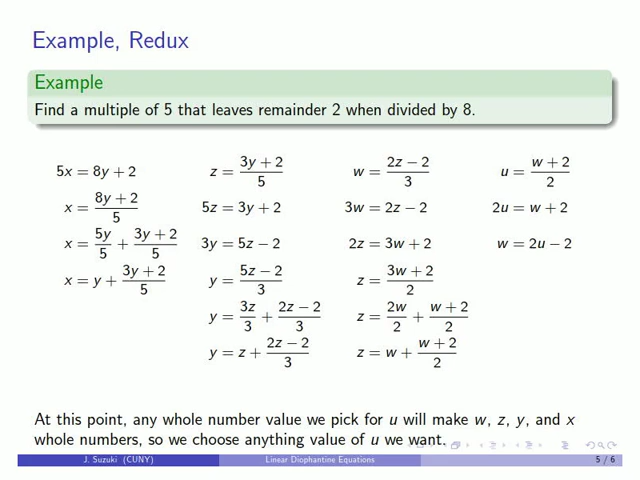 Example, Redux
Example
Find a multiple of 5 that leaves remainder 2 when divided by 8.
5x = 8y + 2
x = (8y + 2)/5
x = 5y/5 + (3y + 2)/5
x = y + (3y + 2)/5
z = (3y + 2)/5
5z = 3y + 2
3y = 5z − 2
y = (5z − 2)/3
y = 3z/3 + (2z − 2)/3
y = z + (2z − 2)/3
w = (2z − 2)/3
3w = 2z − 2
2z = 3w + 2
z = (3w + 2)/2
z = 2w/2 + (w + 2)/2
z = w + (w + 2)/2
u = (w + 2)/2
2u = w + 2
w = 2u − 2
At this point, any whole number value we pick for u will make w, z, y, and x
whole numbers, so we choose anything value of u we want.
J. Suzuki (CUNY) Linear Diophantine Equations 5 / 6